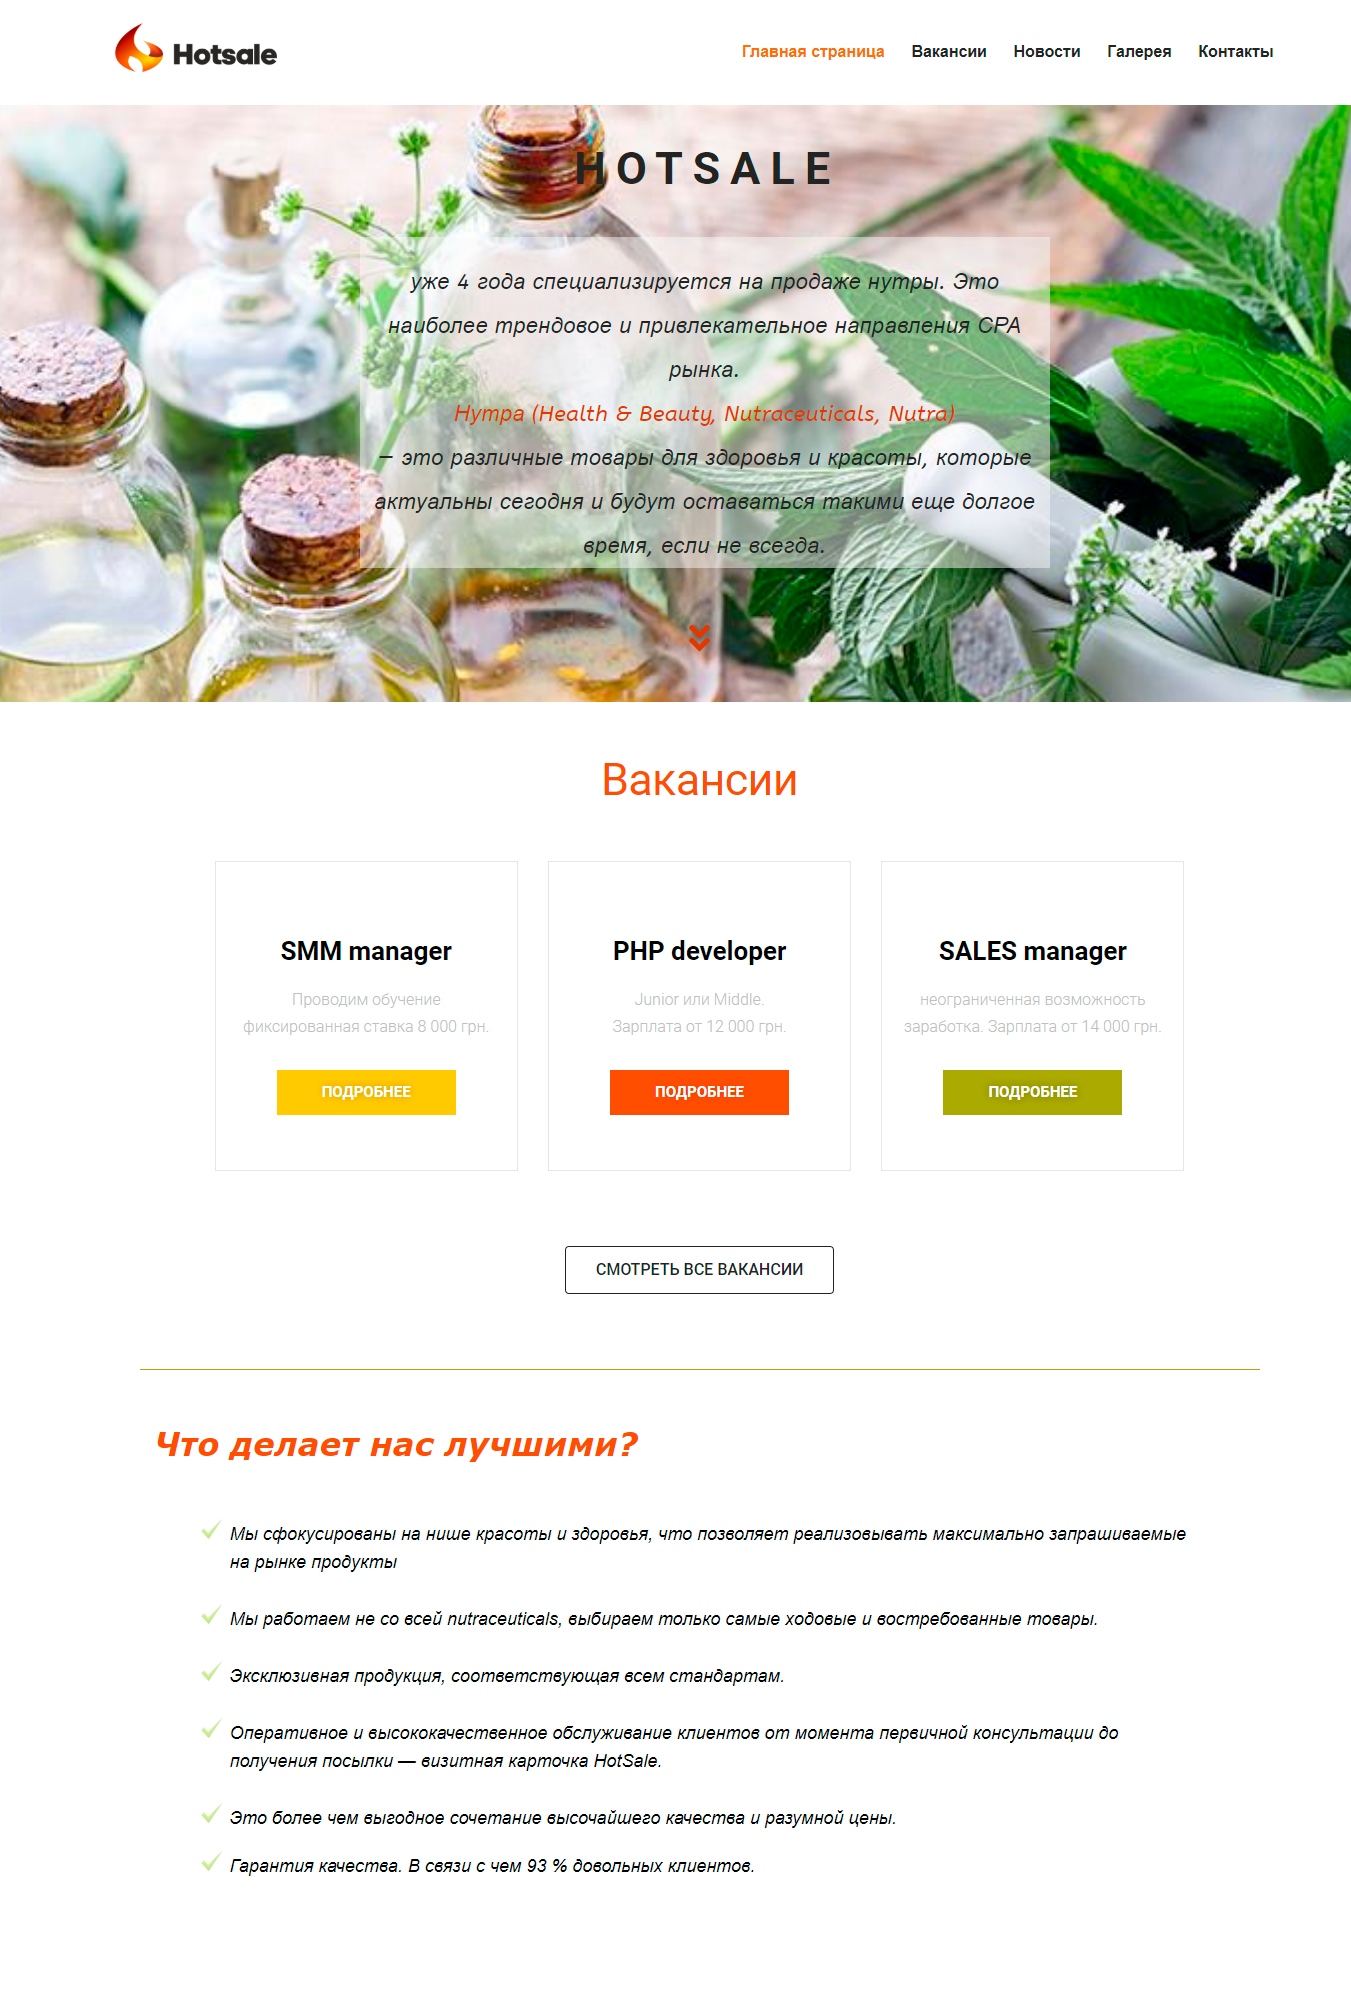 Hotsale
Главная страница Вакансии Новости Галерея Контакты
HOTSALE
уже 4 года специализируется на продаже нутры. Это
наиболее трендовое и привлекательное направления CPA
рынка.
Нутра (Health & Beauty, Nutraceuticals, Nutra)
– это различные товары для здоровья и красоты, которые
актуальны сегодня и будут оставаться такими еще долгое
время, если не всегда.
Вакансии
SMM manager
Проводим обучение
фиксированная ставка 8 000 грн.
ПОДРОБНЕЕ
PHP developer
Junior или Middle.
Зарплата от 12 000 грн.
ПОДРОБНЕЕ
SALES manager
неограниченная возможность
заработка. Зарплата от 14 000 грн.
ПОДРОБНЕЕ
СМОТРЕТЬ ВСЕ ВАКАНСИИ
Что делает нас лучшими?
Мы сфокусированы на нише красоты и здоровья, что позволяет реализовывать максимально запрашиваемые
на рынке продукты
Мы работаем не со всей nutraceuticals, выбираем только самые ходовые и востребованные товары.
Эксклюзивная продукция, соответствующая всем стандартам.
Оперативное и высококачественное обслуживание клиентов от момента первичной консультации до
получения посылки — визитная карточка HotSale.
Это более чем выгодное сочетание высочайшего качества и разумной цены.
Гарантия качества. В связи с чем 93 % довольных клиентов.